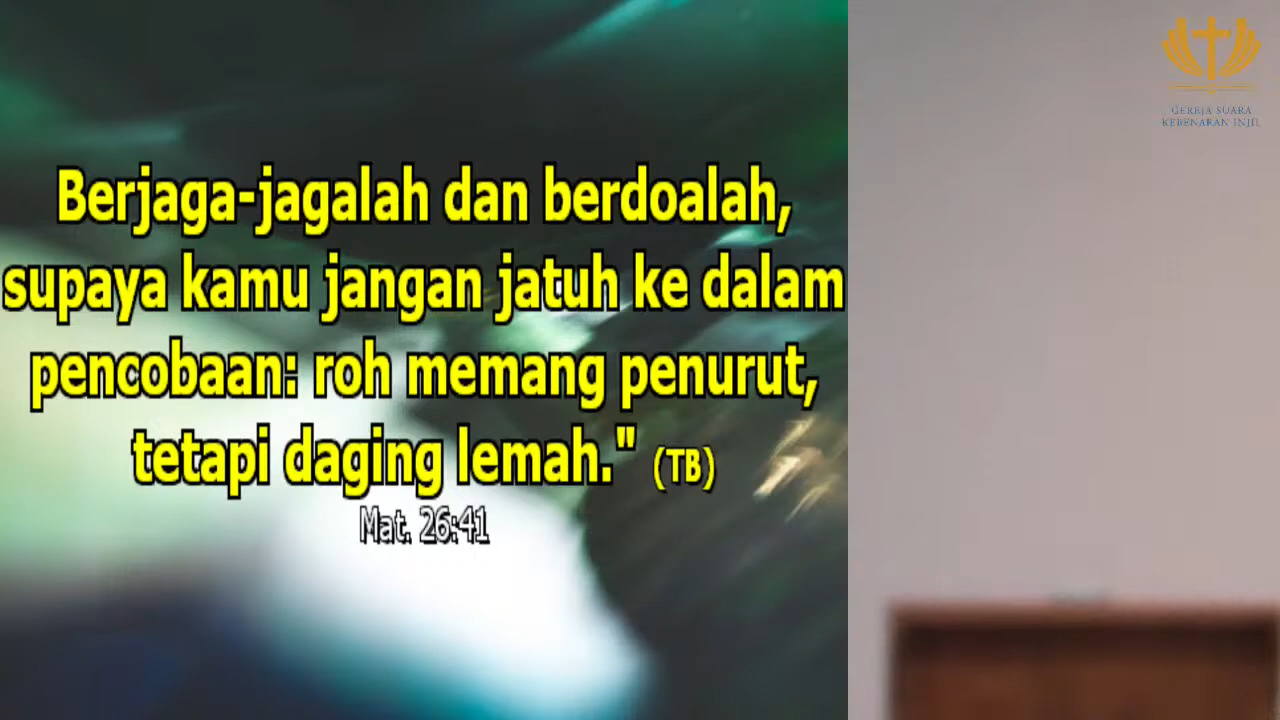 Berjaga-jagalah dan berdoalah,
supaya kamu jangan jatuh ke dalam
pencobaan: roh memang penurut,
tetapi daging lemah." (TB)
Mat. 26:41
GEREJA SUARA
KEBENARAN INJIL